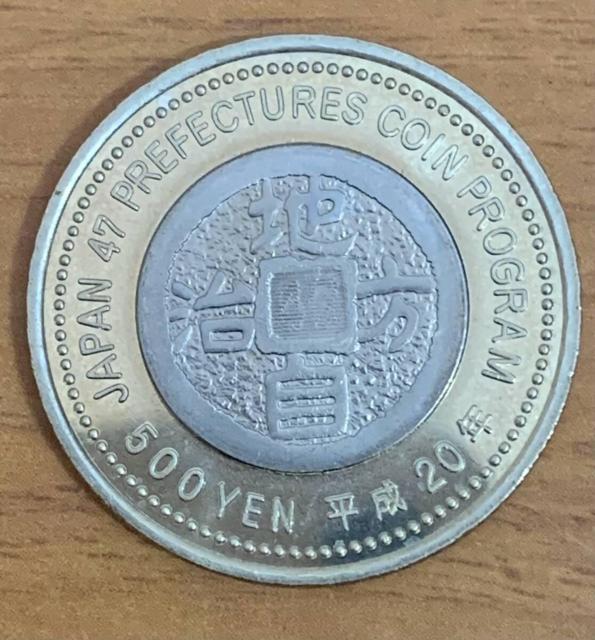 JAPAN 47 PREFECTURES COIN PROGRAM
500 YEN 平成 20 年
地方自治